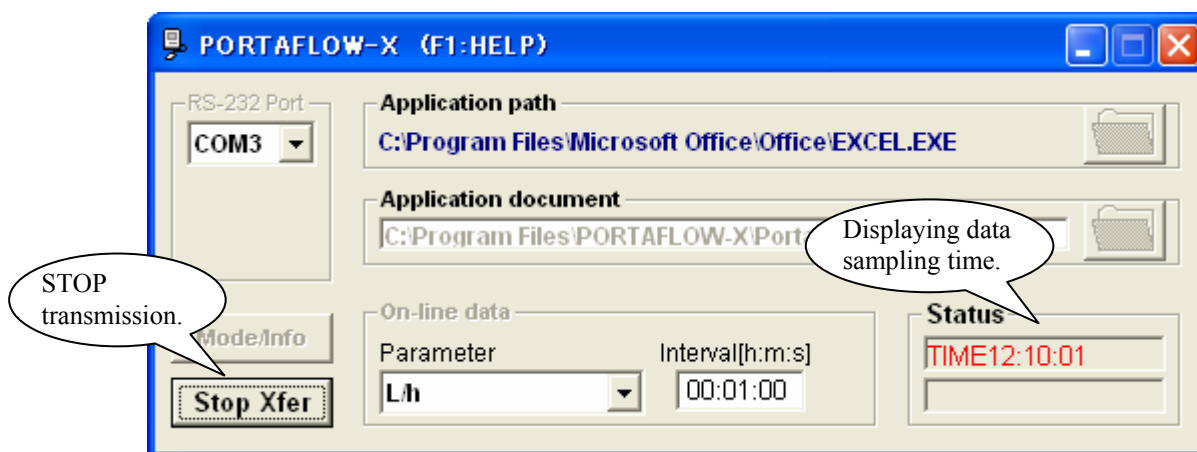 PORTAFLOW-X (F1:HELP)
RS-232 Port
COM3
Application path
C:\Program Files\Microsoft Office\Office\EXCEL.EXE
Application document
C:\Program Files\PORTAFLOW-X\Porta
Displaying data
sampling time.
STOP
transmission.
Mode/Info
Stop Xfer
On-line data
Parameter
Interval[h:m:s]
L/h
00:01:00
Status
TIME12:10:01